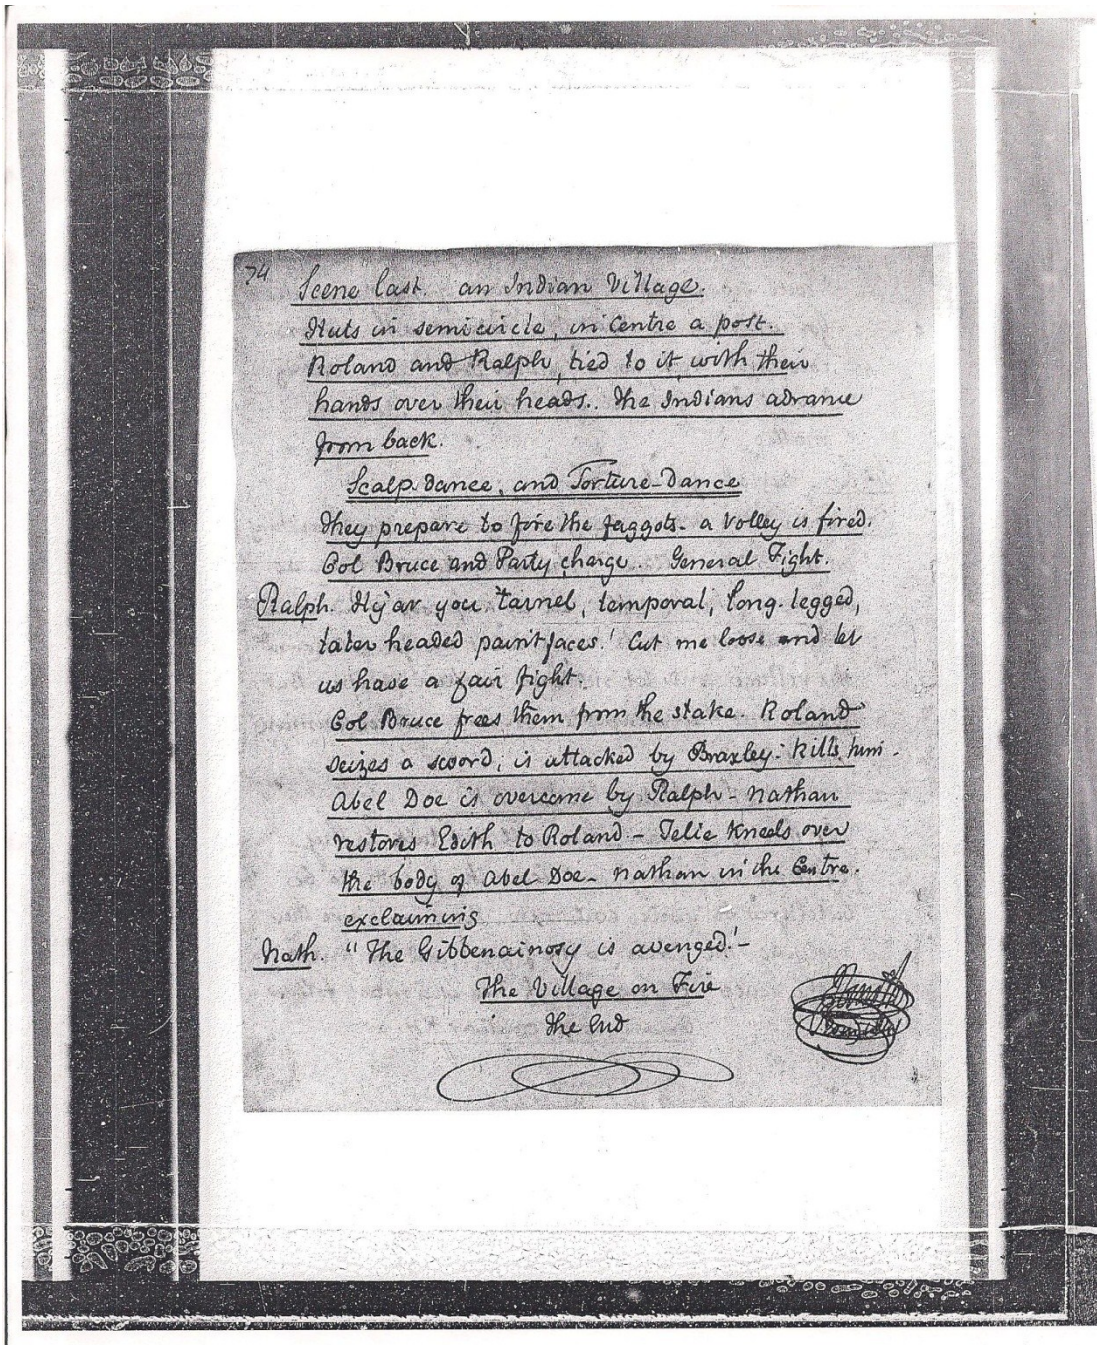 74
Scene last. an Indian Village.
Huts in semicircle, in Centre a post.
Roland and Ralph, tied to it, with their
hands over their heads.. The Indians advance
from back.
Scalp dance, and Torture-Dance
They prepare to fire the faggots - a Volley is fired.
Col Bruce and Party charge. General Fight.
Ralph. Hy'ar you 'tarnel, temporal, long-legged,
tater headed paint faces! Cut me loose and let
us have a fair fight.
Col Bruce frees them from the stake. Roland
seizes a sword, is attacked by Braxley: Kills him.
Abel Doe is overcome by Ralph - Nathan
restores Edith to Roland - Telie Kneels over
the body of Abel Doe - Nathan in the Centre.
exclaiming
Nath. "The Gibbenainosy is avenged!-
The Village on Fire
The End